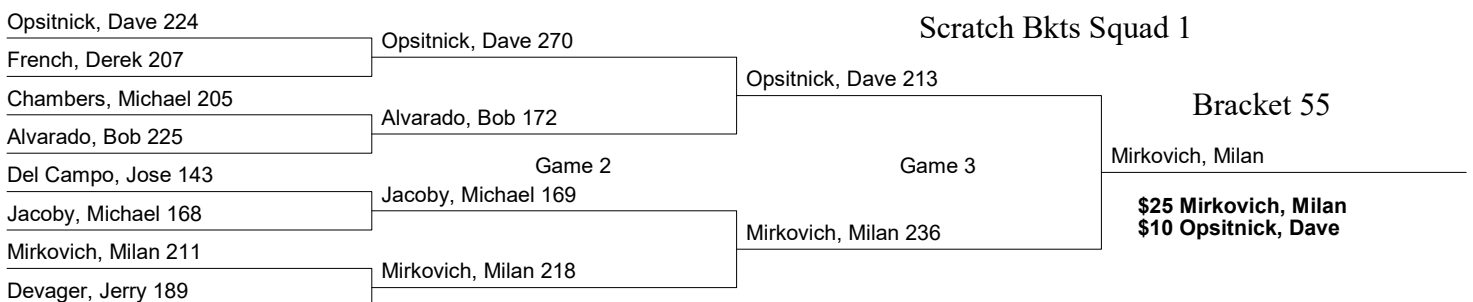 Scratch Bkts Squad 1
Bracket 55
Opsitnick, Dave 224
French, Derek 207
Chambers, Michael 205
Alvarado, Bob 225
Del Campo, Jose 143
Jacoby, Michael 168
Mirkovich, Milan 211
Devager, Jerry 189
Opsitnick, Dave 270
Alvarado, Bob 172
Game 2
Jacoby, Michael 169
Mirkovich, Milan 218
Opsitnick, Dave 213
Game 3
Mirkovich, Milan 236
Mirkovich, Milan
$25 Mirkovich, Milan
$10 Opsitnick, Dave